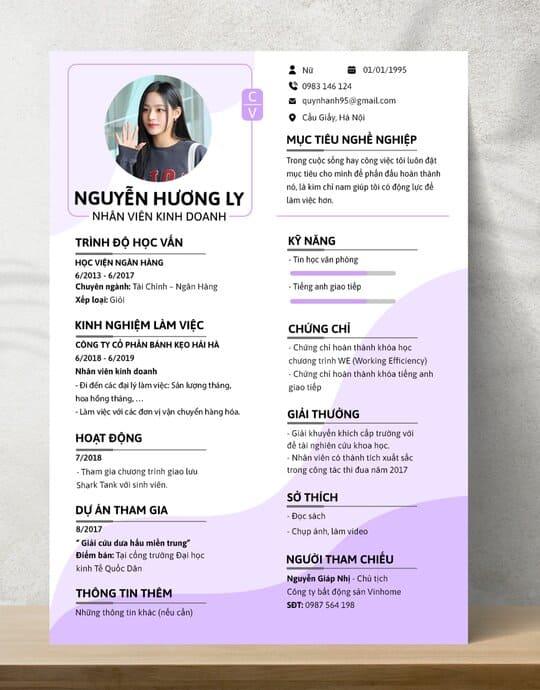 C
V
NGUYỄN HƯƠNG LY
NHÂN VIÊN KINH DOANH
TRÌNH ĐỘ HỌC VẤN
HỌC VIỆN NGÂN HÀNG
6/2013 - 6/2017
Chuyên ngành: Tài Chính – Ngân Hàng
Xếp loại: Giỏi
KINH NGHIỆM LÀM VIỆC
CÔNG TY CỔ PHẦN BÁNH KẸO HẢI HÀ
6/2018 - 6/2019
Nhân viên kinh doanh
- Đi đến các đại lý làm việc: Sản lượng tháng,
hoa hồng tháng, ...
- Làm việc với các đơn vị vận chuyển hàng hóa.
HOẠT ĐỘNG
7/2018
- Tham gia chương trình giao lưu
Shark Tank với sinh viên.
DỰ ÁN THAM GIA
8/2017
“ Giải cứu dưa hấu miền trung”
Điểm bán: Tại cổng trường Đại học
kinh Tế Quốc Dân
THÔNG TIN THÊM
Những thông tin khác (nếu cần)
Nữ
01/01/1995
0983 146 124
quynhanh95@gmail.com
Cầu Giấy, Hà Nội
MỤC TIÊU NGHỀ NGHIỆP
Trong cuộc sống hay công việc tôi luôn đặt
mục tiêu cho mình để phấn đấu hoàn thành
nó, là kim chỉ nam giúp tôi có động lực để
làm việc hơn.
KỸ NĂNG
- Tin học văn phòng
- Tiếng anh giao tiếp
CHỨNG CHỈ
- Chứng chỉ hoàn thành khóa học
chương trình WE (Working Efficiency)
- Chứng chỉ hoàn thành khóa tiếng anh
giao tiếp
GIẢI THƯỞNG
- Giải khuyến khích cấp trường với
đề tài nghiên cứu khoa học.
- Nhân viên có thành tích xuất sắc
trong công tác thi đua năm 2017
SỞ THÍCH
- Đọc sách
- Chụp ảnh, làm video
NGƯỜI THAM CHIẾU
Nguyễn Giáp Nhị - Chủ tịch
Công ty bất động sản Vinhome
SĐT: 0987 564 198